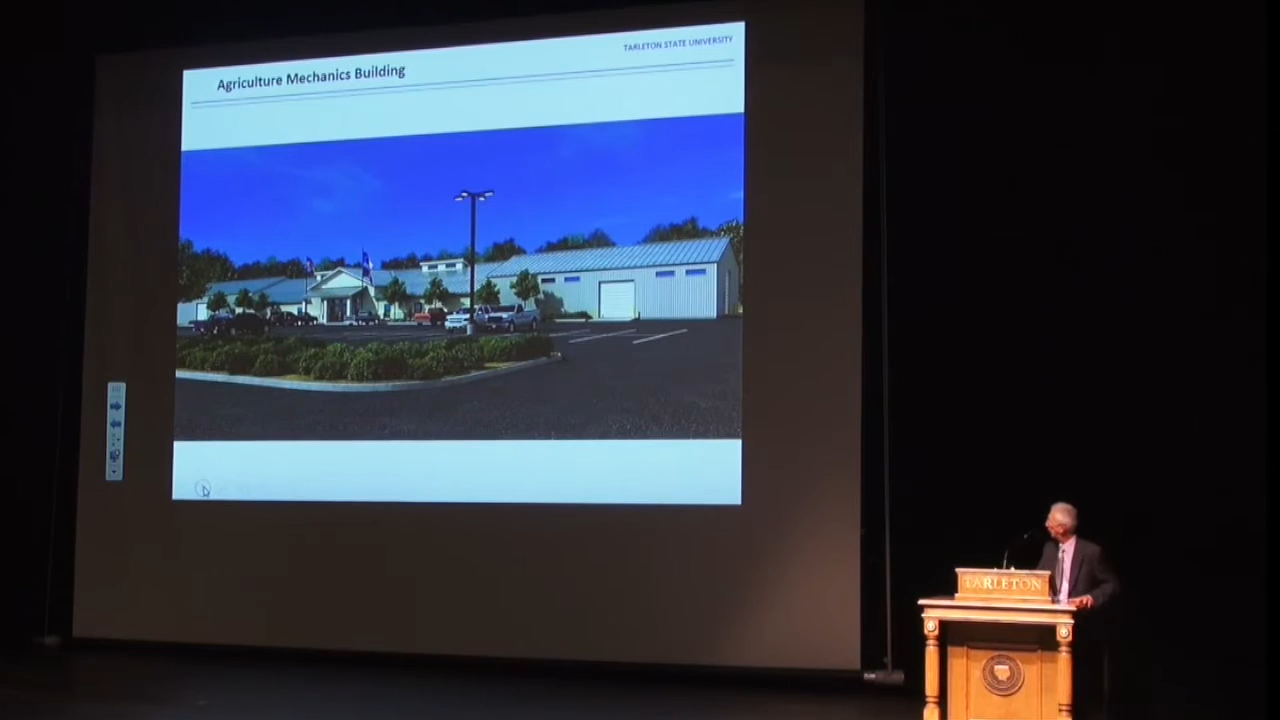 TARLETON STATE UNIVERSITY
Agriculture Mechanics Building
TARLETON